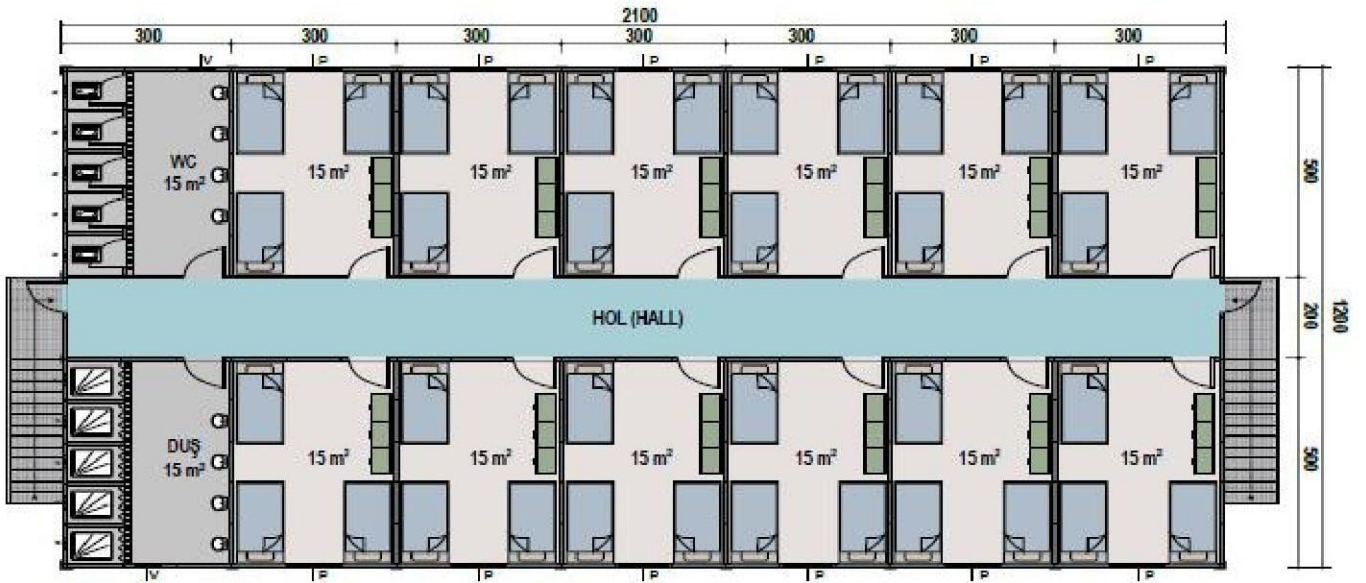 2100
300 300 300 300 300 300 300
V P P P P P P
WC
15 m²
15 m² 15 m² 15 m² 15 m² 15 m² 15 m²
500
HOL (HALL)
200
1200
DUŞ
15 m²
15 m² 15 m² 15 m² 15 m² 15 m² 15 m²
500
V P P P P P P